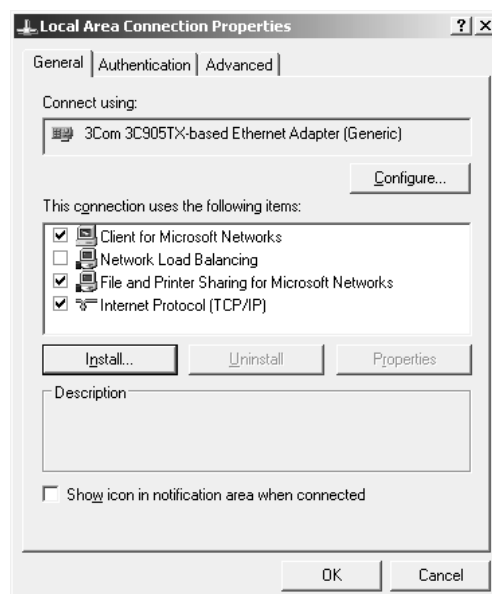 Local Area Connection Properties
General Authentication Advanced
Connect using:
3Com 3C905TX-based Ethernet Adapter (Generic)
Configure...
This connection uses the following items:
Client for Microsoft Networks
Network Load Balancing
File and Printer Sharing for Microsoft Networks
Internet Protocol (TCP/IP)
Install... Uninstall Properties
Description
Show icon in notification area when connected
OK Cancel